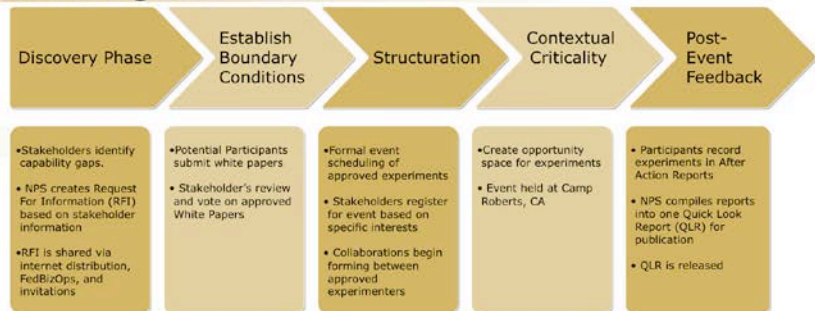 Discovery Phase
Establish
Boundary
Conditions
Structuration
Contextual
Criticality
Post-
Event
Feedback
•Stakeholders identify
capability gaps.
• NPS creates Request
For Information (RFI)
based on stakeholder
information
•RFI is shared via
internet distribution,
FedBizOps, and
invitations
•Potential Participants
submit white papers
• Stakeholder's review
and vote on approved
White Papers
•Formal event
scheduling of
approved experiments
• Stakeholders register
for event based on
specific interests
• Collaborations begin
forming between
approved
experimenters
•Create opportunity
space for experiments
• Event held at Camp
Roberts, CA
• Participants record
experiments in After
Action Reports
• NPS compiles reports
into one Quick Look
Report (QLR) for
publication
• QLR is released